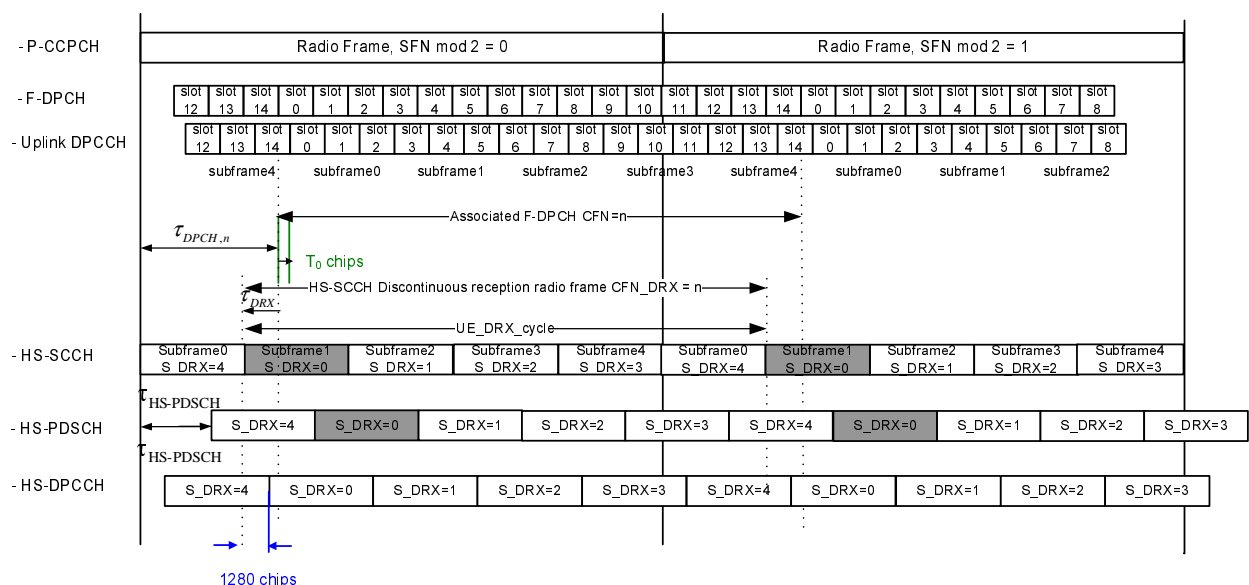 - P-CCPCH
Radio Frame, SFN mod 2 = 0
Radio Frame, SFN mod 2 = 1
- F-DPCH
slot 12 slot 13 slot 14 slot 0 slot 1 slot 2 slot 3 slot 4 slot 5 slot 6 slot 7 slot 8 slot 9 slot 10 slot 11 slot 12 slot 13 slot 14 slot 0 slot 1 slot 2 slot 3 slot 4 slot 5 slot 6 slot 7 slot 8
- Uplink DPCCH
slot 12 slot 13 slot 14 slot 0 slot 1 slot 2 slot 3 slot 4 slot 5 slot 6 slot 7 slot 8 slot 9 slot 10 slot 11 slot 12 slot 13 slot 14 slot 0 slot 1 slot 2 slot 3 slot 4 slot 5 slot 6 slot 7 slot 8
subframe4 subframe0 subframe1 subframe2 subframe3 subframe4 subframe0 subframe1 subframe2
Associated F-DPCH CFN=n
τDPCH,n
T0 chips
HS-SCCH Discontinuous reception radio frame CFN_DRX = n
τDRX
UE_DRX_cycle
- HS-SCCH
Subframe0 Subframe1 Subframe2 Subframe3 Subframe4 Subframe0 Subframe1 Subframe2 Subframe3 Subframe4
S_DRX=4 S_DRX=0 S_DRX=1 S_DRX=2 S_DRX=3 S_DRX=4 S_DRX=0 S_DRX=1 S_DRX=2 S_DRX=3
τHS-PDSCH
- HS-PDSCH
S_DRX=4 S_DRX=0 S_DRX=1 S_DRX=2 S_DRX=3 S_DRX=4 S_DRX=0 S_DRX=1 S_DRX=2 S_DRX=3
τHS-PDSCH
- HS-DPCCH
S_DRX=4 S_DRX=0 S_DRX=1 S_DRX=2 S_DRX=3 S_DRX=4 S_DRX=0 S_DRX=1 S_DRX=2 S_DRX=3
1280 chips